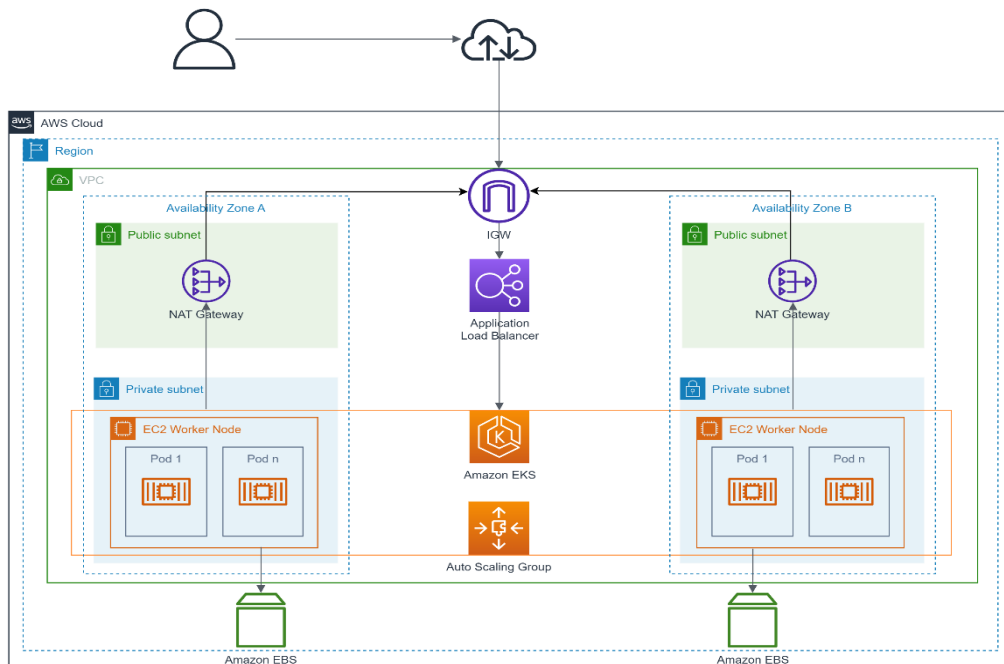 aws
AWS Cloud
Region
VPC
Availability Zone A
Availability Zone B
Public subnet
Public subnet
IGW
NAT Gateway
NAT Gateway
Application
Load Balancer
Private subnet
Private subnet
EC2 Worker Node
EC2 Worker Node
Pod 1
Pod n
K
Pod 1
Pod n
Amazon EKS
Auto Scaling Group
Amazon EBS
Amazon EBS